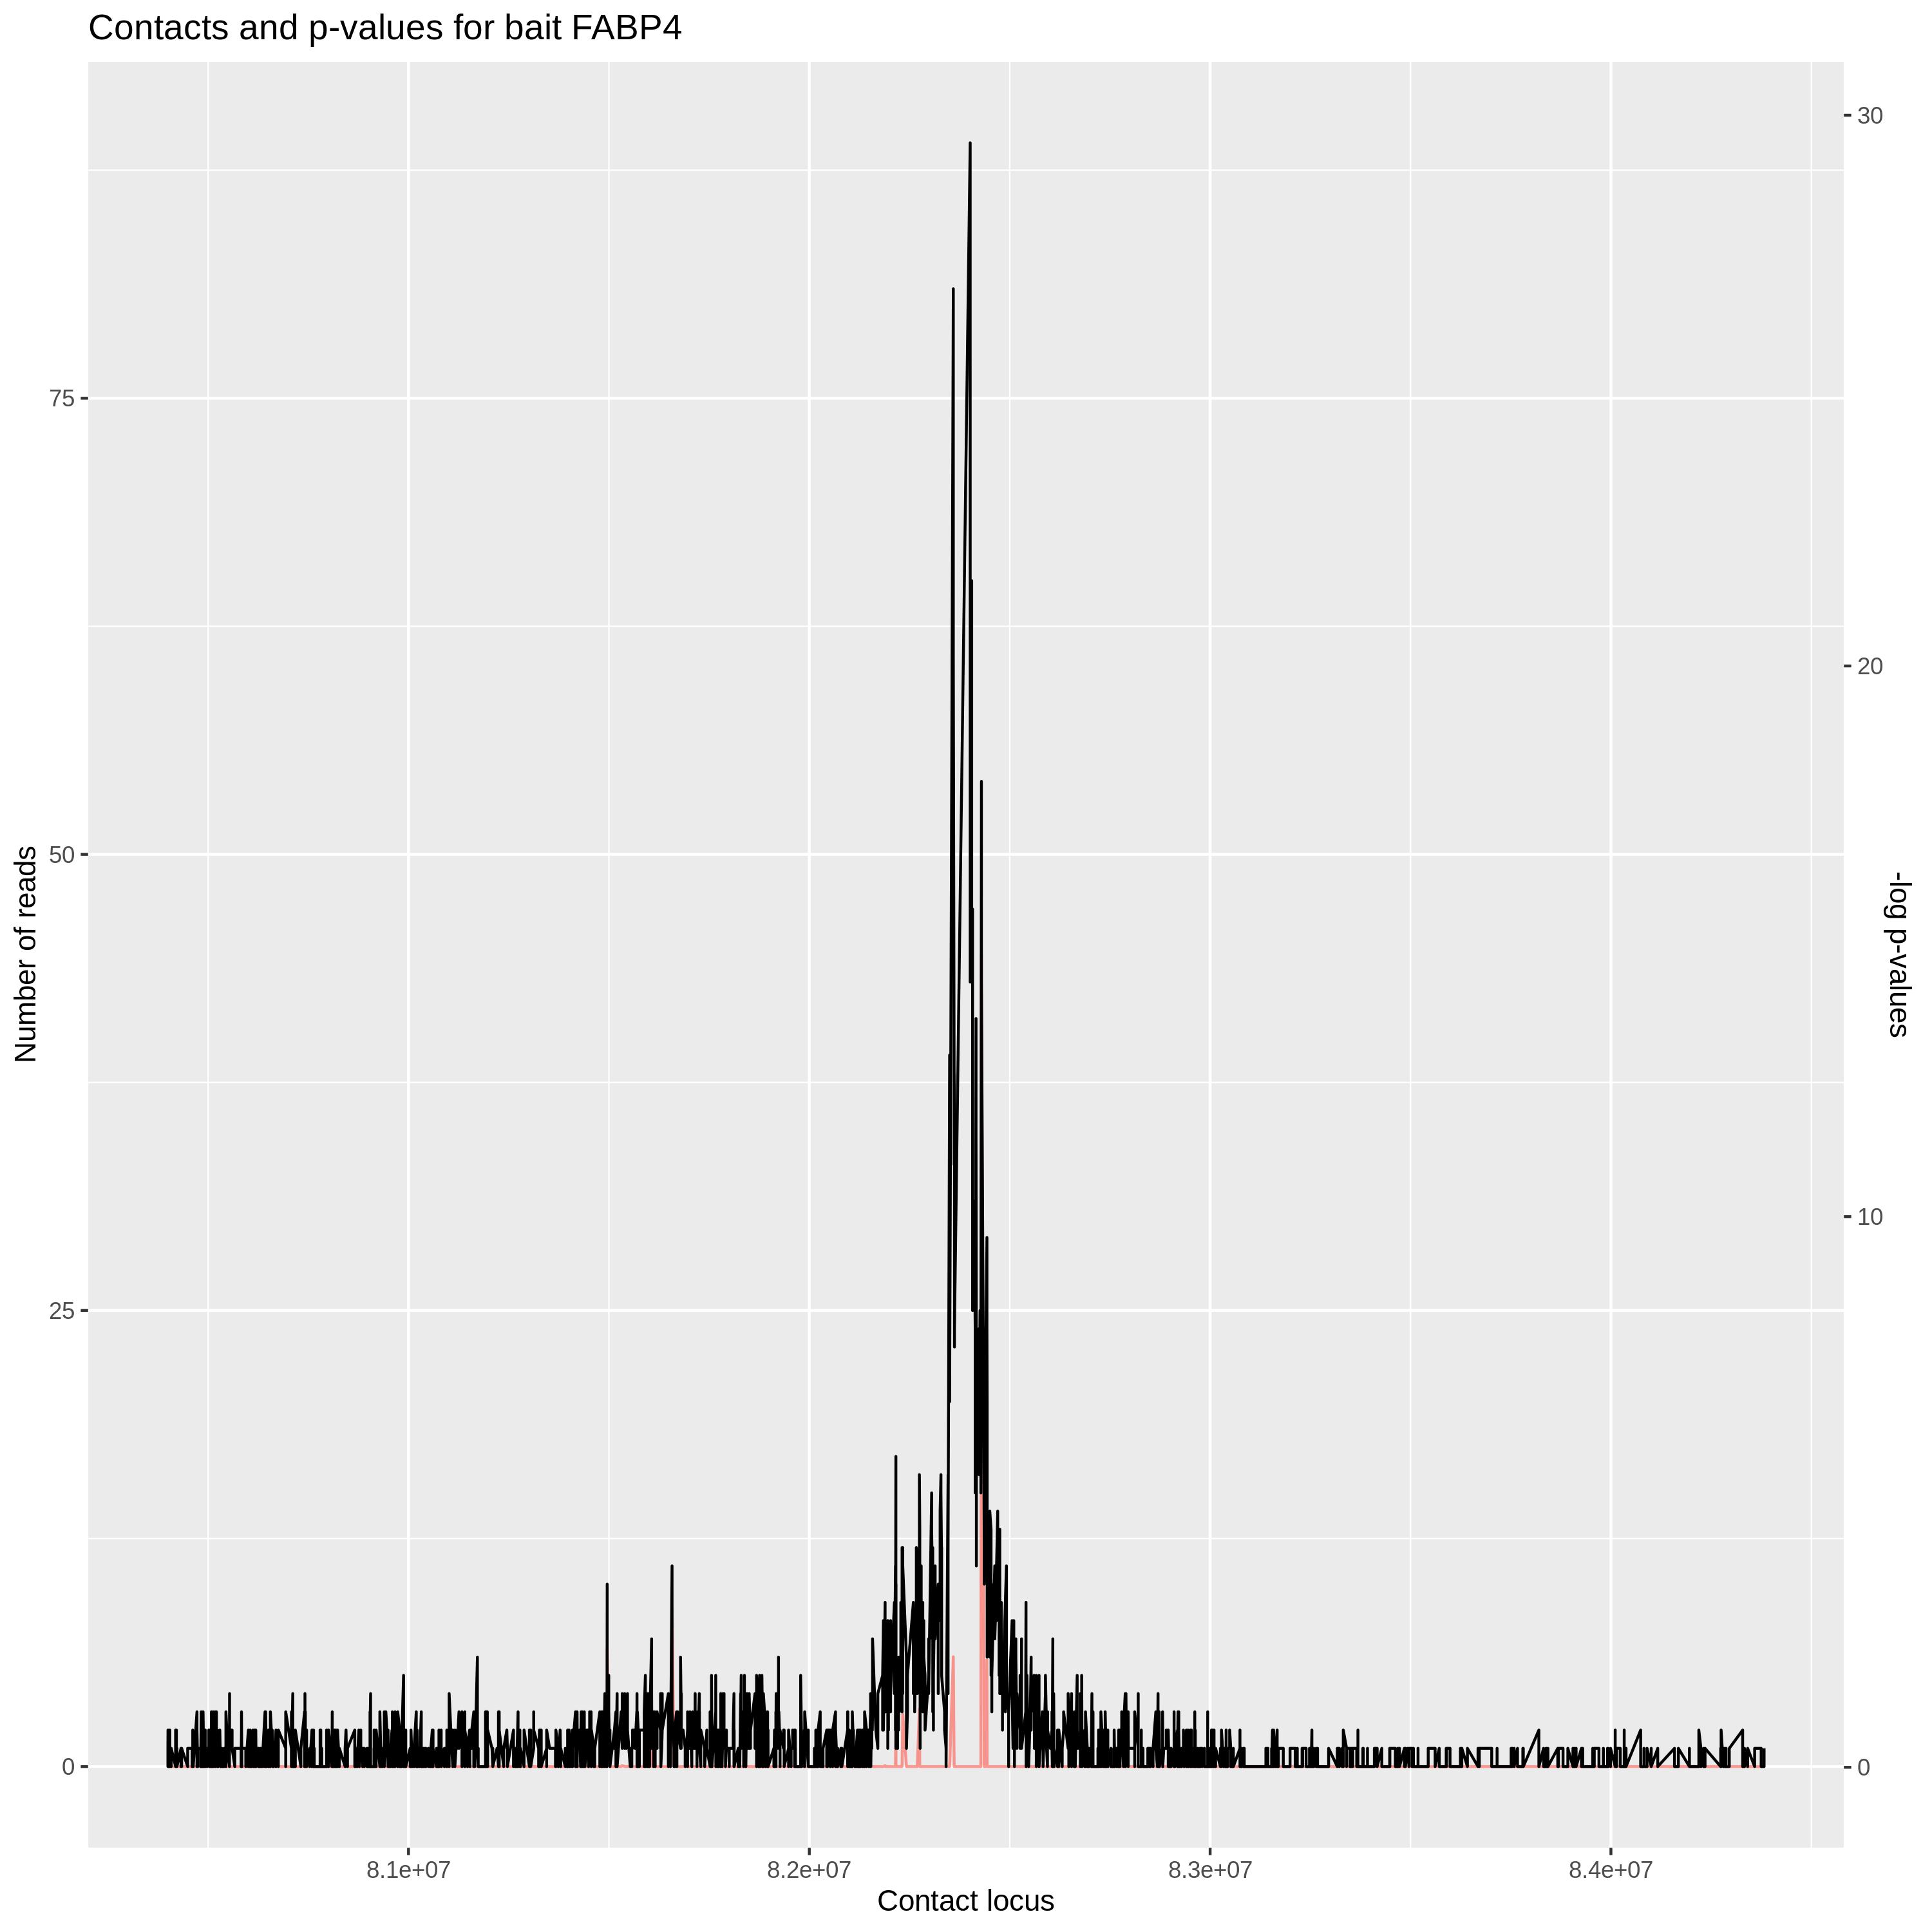 Contacts and p-values for bait FABP4
30
75
20
50
Number of reads
-log p-values
10
25
0
0
8.1e+07
8.2e+07
8.3e+07
8.4e+07
Contact locus